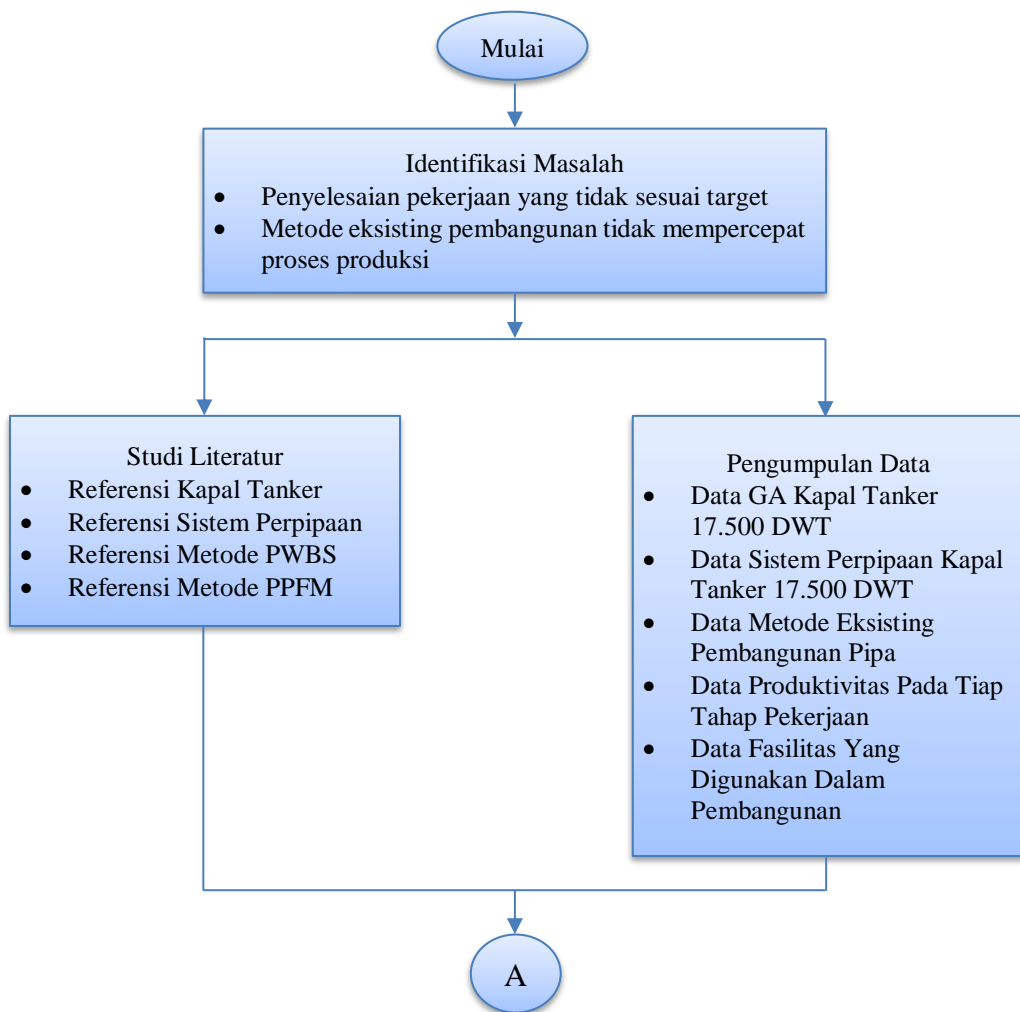 Mulai
Identifikasi Masalah
• Penyelesaian pekerjaan yang tidak sesuai target
• Metode eksisting pembangunan tidak mempercepat
proses produksi
Studi Literatur
• Referensi Kapal Tanker
• Referensi Sistem Perpipaan
• Referensi Metode PWBS
• Referensi Metode PPFM
Pengumpulan Data
• Data GA Kapal Tanker
17.500 DWT
• Data Sistem Perpipaan Kapal
Tanker 17.500 DWT
• Data Metode Eksisting
Pembangunan Pipa
• Data Produktivitas Pada Tiap
Tahap Pekerjaan
• Data Fasilitas Yang
Digunakan Dalam
Pembangunan
A